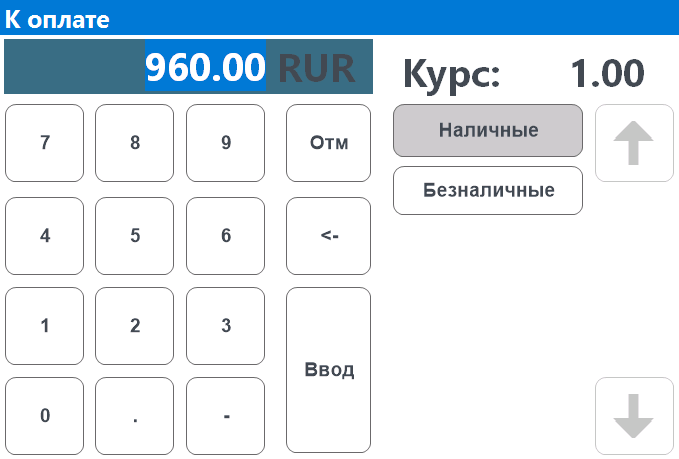 К оплате
960.00 RUR
Курс: 1.00
7 8 9 Отм
Наличные
Безналичные
4 5 6 <-
1 2 3
Ввод
0 . -